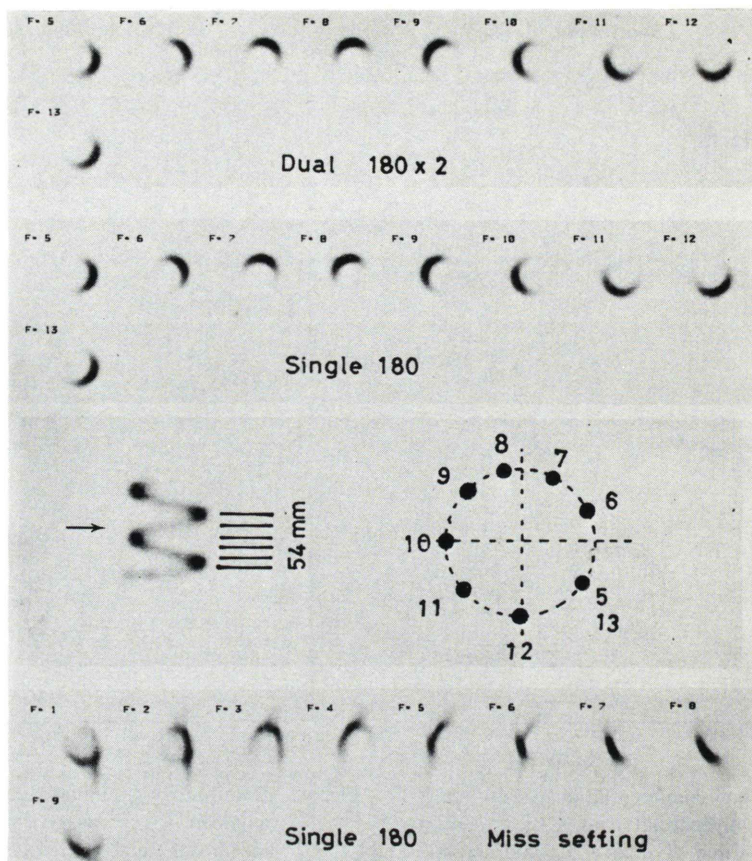 F= 5 F= 6 F= 7 F= 8 F= 9 F= 10 F= 11 F= 12
F= 13
Dual 180 x 2
F= 5 F= 6 F= 7 F= 8 F= 9 F= 10 F= 11 F= 12
F= 13
Single 180
54 mm
8
7
9
6
10
11
5
13
12
F= 1 F= 2 F= 3 F= 4 F= 5 F= 6 F= 7 F= 8
F= 9
Single 180 Miss setting